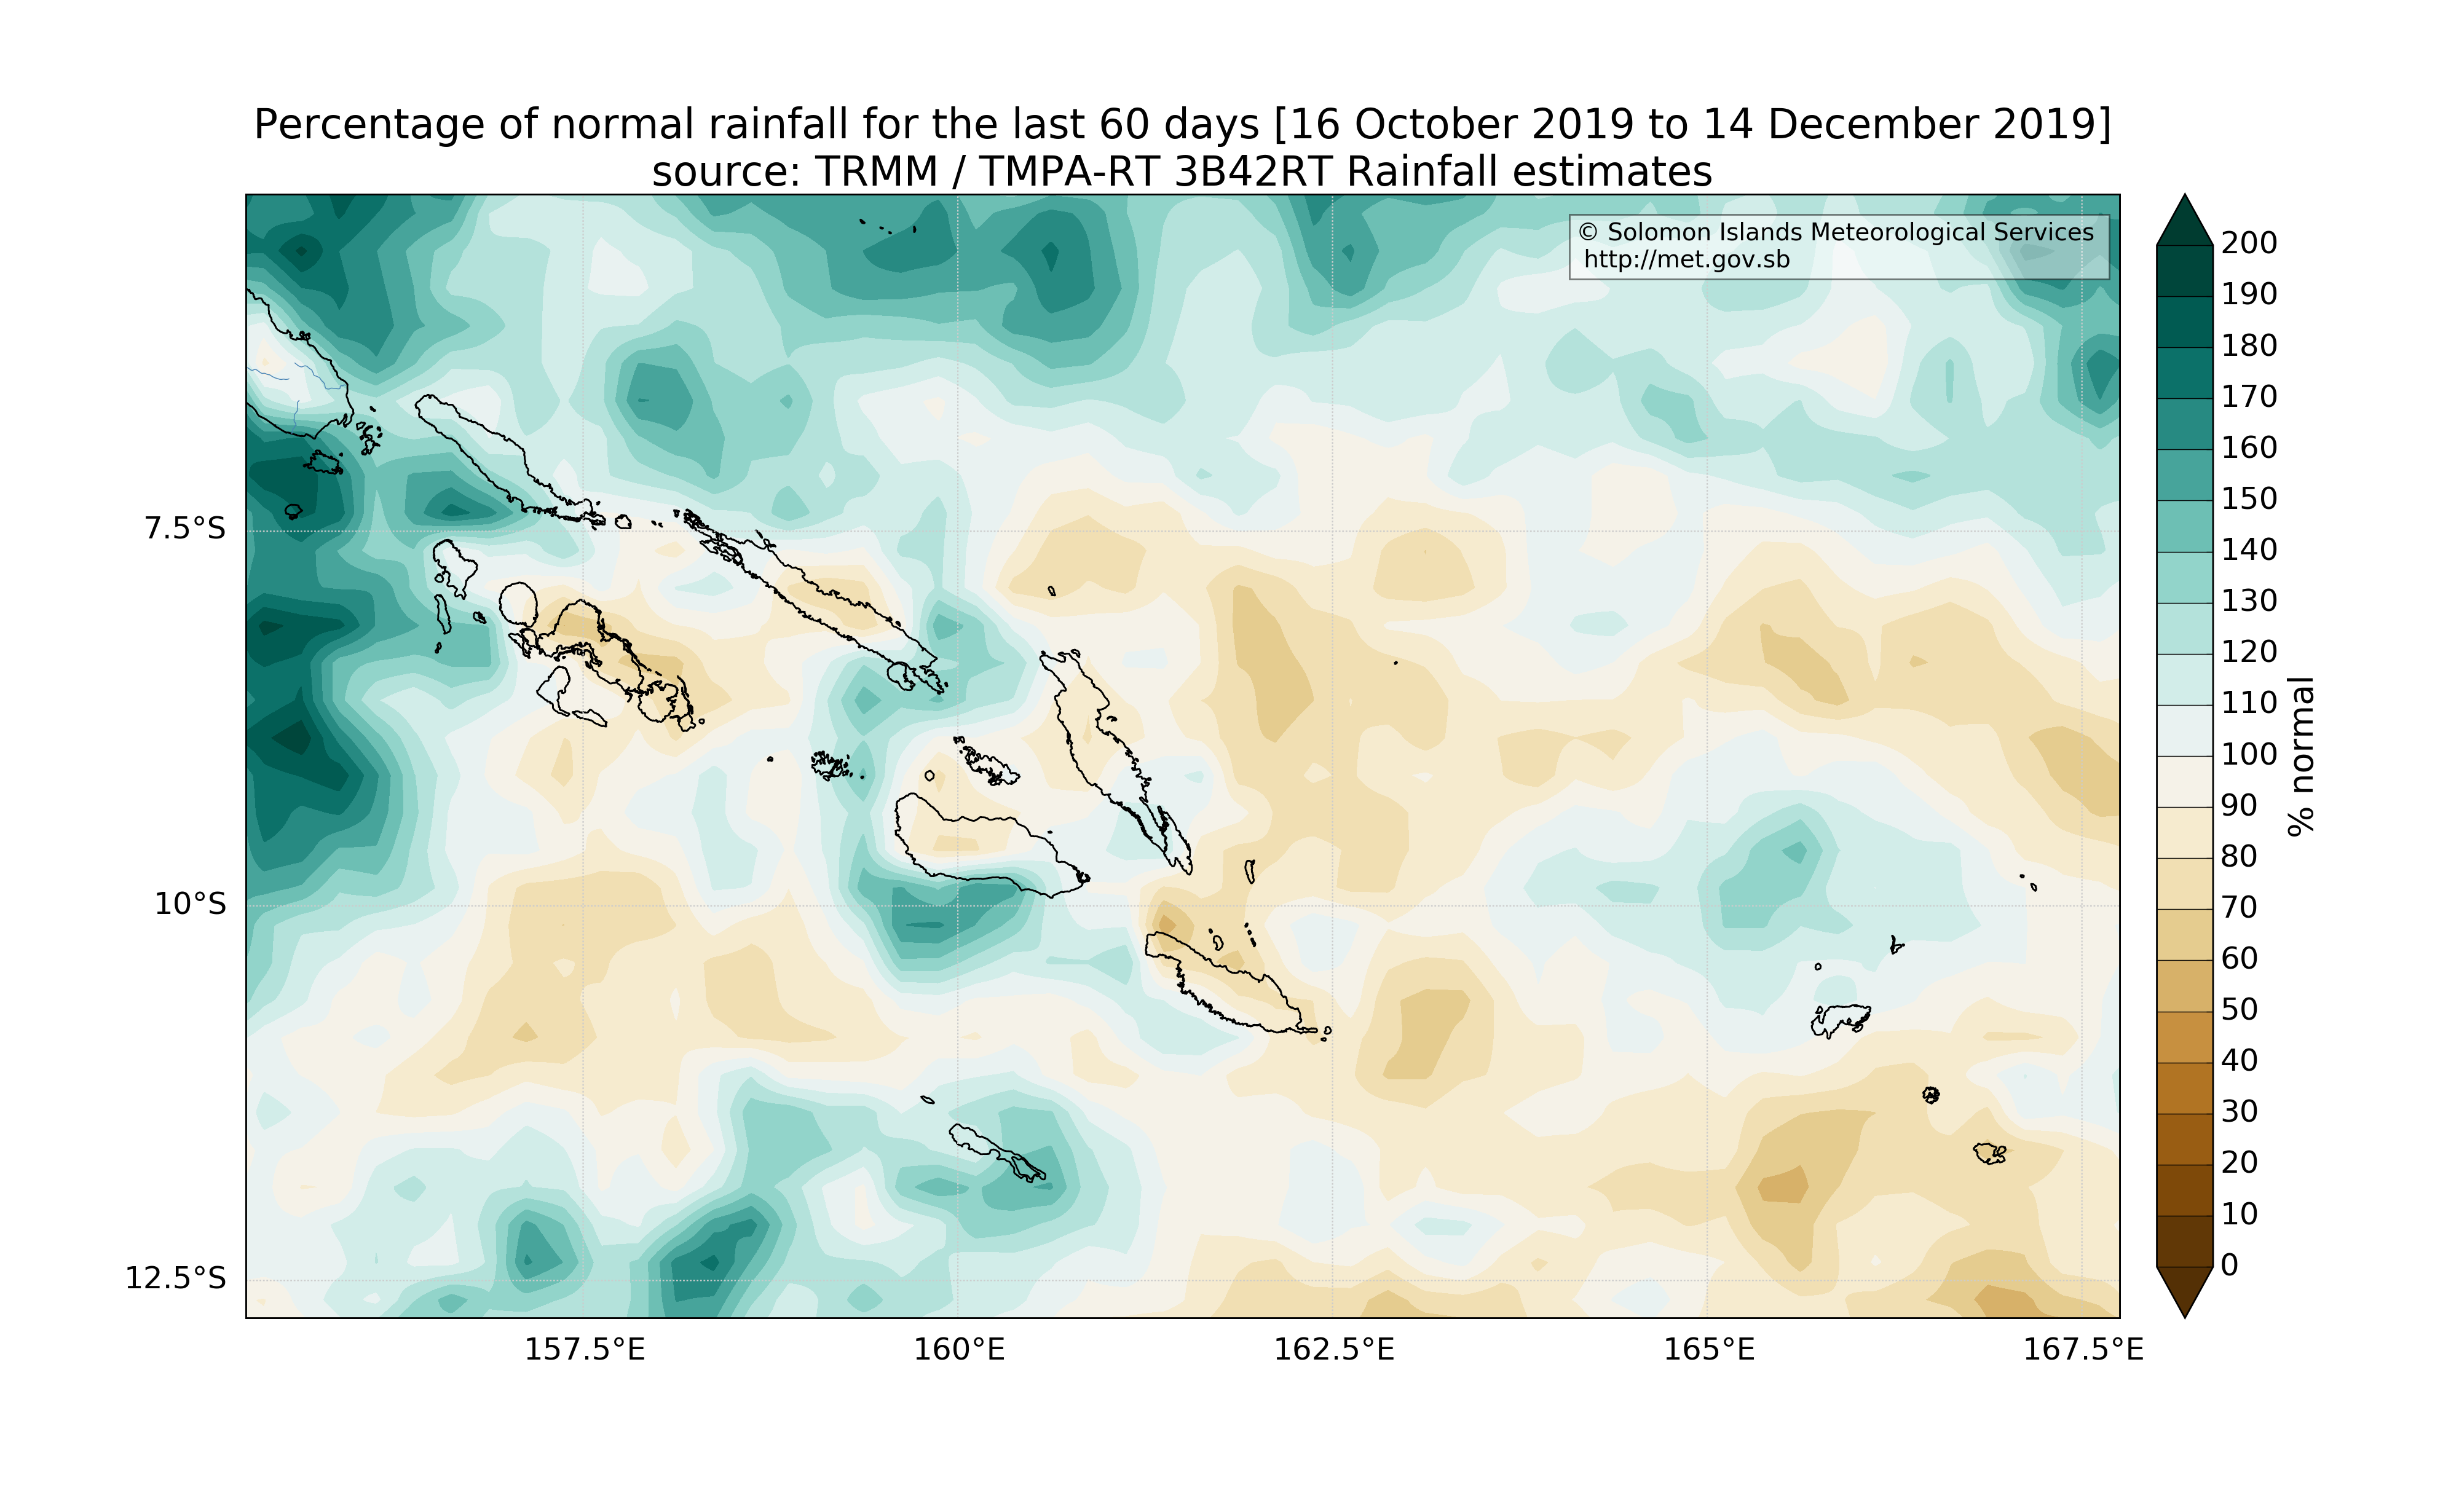 Percentage of normal rainfall for the last 60 days [16 October 2019 to 14 December 2019]
source: TRMM / TMPA-RT 3B42RT Rainfall estimates
© Solomon Islands Meteorological Services
http://met.gov.sb
7.5°S
10°S
12.5°S
157.5°E
160°E
162.5°E
165°E
167.5°E
200
190
180
170
160
150
140
130
120
110
100
90
80
70
60
50
40
30
20
10
0
% normal